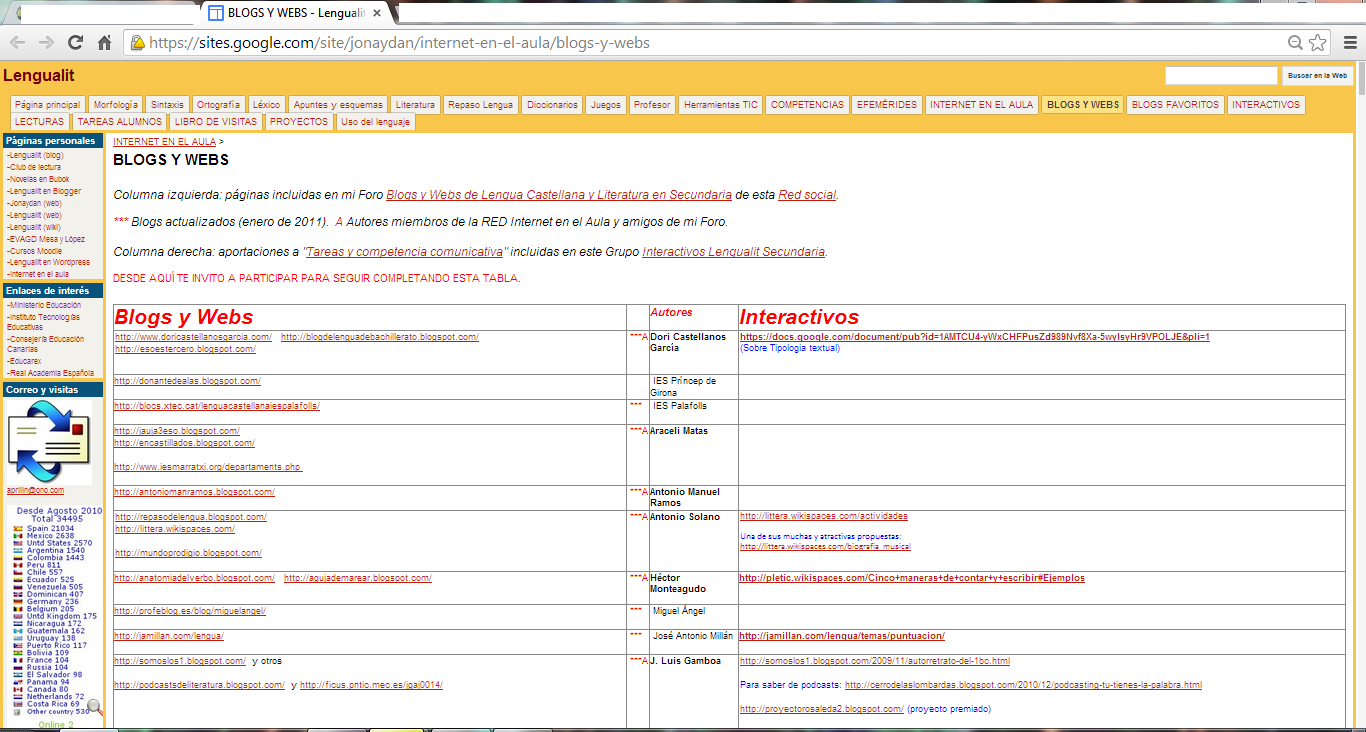 BLOGS Y WEBS - Lengualit
https://sites.google.com/site/jonaydan/internet-en-el-aula/blogs-y-webs
Lengualit
Buscar en la Web
Página principal Morfología Sintaxis Ortografía Léxico Apuntes y esquemas Literatura Repaso Lengua Diccionarios Juegos Profesor Herramientas TIC COMPETENCIAS EFEMÉRIDES INTERNET EN EL AULA BLOGS Y WEBS BLOGS FAVORITOS INTERACTIVOS
LECTURAS TAREAS ALUMNOS LIBRO DE VISITAS PROYECTOS Uso del lenguaje
Páginas personales
-Lengualit (blog)
-Club de lectura
-Novelas en Bubok
-Lengualit en Blogger
-Jonaydan (web)
-Lengualit (web)
-Lengualit (wiki)
-EVAGD Mesa y López
-Cursos Moodle
-Lengualit en Wordpress
-Internet en el aula
Enlaces de interés
-Ministerio Educación
-Instituto Tecnologías
Educativas
-Consejería Educación
Canarias
-Educarex
-Real Academia Española
Correo y visitas
aprilin@ono.com
Desde Agosto 2010
Total 34495
Spain 21034
Mexico 2638
Untd States 2570
Argentina 1540
Colombia 1443
Peru 811
Chile 557
Ecuador 525
Venezuela 505
Dominican 407
Germany 236
Belgium 205
Untd Kingdom 175
Nicaragua 172
Guatemala 162
Uruguay 138
Puerto Rico 117
Bolivia 109
France 104
Russia 104
El Salvador 98
Panama 94
Canada 80
Netherlands 72
Costa Rica 69
Other country 530
Online 2
INTERNET EN EL AULA >
BLOGS Y WEBS
Columna izquierda: páginas incluidas en mi Foro Blogs y Webs de Lengua Castellana y Literatura en Secundaria de esta Red social.
*** Blogs actualizados (enero de 2011). A Autores miembros de la RED Internet en el Aula y amigos de mi Foro.
Columna derecha: aportaciones a "Tareas y competencia comunicativa" incluidas en este Grupo Interactivos Lengualit Secundaria.
DESDE AQUÍ TE INVITO A PARTICIPAR PARA SEGUIR COMPLETANDO ESTA TABLA.
Blogs y Webs Autores Interactivos
http://www.doricastellanosgarcia.com/ http://blogdelenguadebachillerato.blogspot.com/ ***A Dori Castellanos https://docs.google.com/document/pub?id=1AMTCU4-yWxCHFPusZd989Nvf8Xa-5wyIsyHr9VPOLJE&pli=1
http://esoestercero.blogspot.com/ García (Sobre Tipología textual)
http://donantedealas.blogspot.com/ IES Príncep de
Girona
http://blocs.xtec.cat/lenguacastellanaiespalafolls/ *** IES Palafolls
http://jauja3eso.blogspot.com/ ***A Araceli Matas
http://encastillados.blogspot.com/
http://www.iesmarratxi.org/departaments.php
http://antoniomanramos.blogspot.com/ ***A Antonio Manuel
Ramos
http://repasodelengua.blogspot.com/ ***A Antonio Solano http://littera.wikispaces.com/actividades
http://littera.wikispaces.com/
Una de sus muchas y atractivas propuestas:
http://mundoprodigio.blogspot.com/ http://littera.wikispaces.com/biografia_musical
http://anatomiadelverbo.blogspot.com/ http://agujademarear.blogspot.com/ ***A Héctor http://pletic.wikispaces.com/Cinco+maneras+de+contar+y+escribir#Ejemplos
Monteagudo
http://profeblog.es/blog/miguelangel/ *** Miguel Ángel
http://jamillan.com/lengua/ *** José Antonio Millán http://jamillan.com/lengua/temas/puntuacion/
http://somoslos1.blogspot.com/ y otros ***A J. Luis Gamboa http://somoslos1.blogspot.com/2009/11/autorretrato-del-1bc.html
http://podcastsdeliteratura.blogspot.com/ y http://ficus.pntic.mec.es/jgaj0014/ Para saber de podcasts: http://cerrodelaslombardas.blogspot.com/2010/12/podcasting-tu-tienes-la-palabra.html
http://proyectorosaleda2.blogspot.com/ (proyecto premiado)